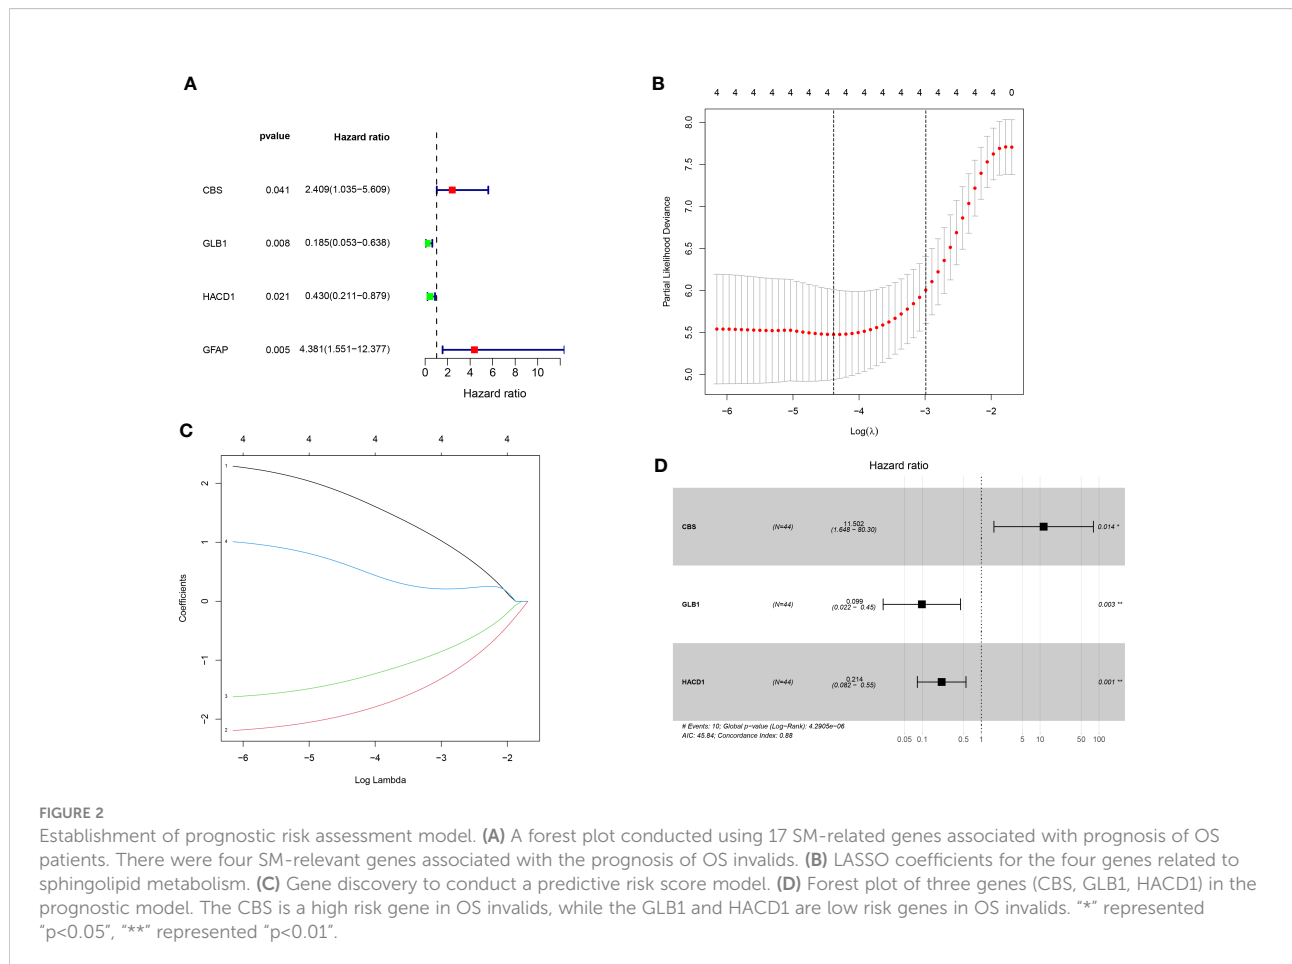 A
pvalue Hazard ratio
CBS 0.041 2.409(1.035−5.609)
GLB1 0.008 0.185(0.053−0.638)
HACD1 0.021 0.430(0.211−0.879)
GFAP 0.005 4.381(1.551−12.377)
0 2 4 6 8 10
Hazard ratio
B
4 4 4 4 4 4 4 4 4 4 4 4 4 4 4 4 0
Partial Likelihood Deviance
8.0
7.5
7.0
6.5
6.0
5.5
5.0
−6 −5 −4 −3 −2
Log(λ)
C
4 4 4 4 4
Coefficients
2
1
0
−1
−2
1
4
3
2
−6 −5 −4 −3 −2
Log Lambda
D
Hazard ratio
CBS (N=44) 11.502 0.014 *
(1.648 − 80.30)
GLB1 (N=44) 0.099 0.003 **
(0.022 − 0.45)
HACD1 (N=44) 0.214 0.001 **
(0.082 − 0.55)
# Events: 10; Global p−value (Log−Rank): 4.2905e−06
AIC: 45.84; Concordance Index: 0.88
0.05 0.1 0.5 1 5 10 50 100
FIGURE 2
Establishment of prognostic risk assessment model. (A) A forest plot conducted using 17 SM-related genes associated with prognosis of OS
patients. There were four SM-relevant genes associated with the prognosis of OS invalids. (B) LASSO coefficients for the four genes related to
sphingolipid metabolism. (C) Gene discovery to conduct a predictive risk score model. (D) Forest plot of three genes (CBS, GLB1, HACD1) in the
prognostic model. The CBS is a high risk gene in OS invalids, while the GLB1 and HACD1 are low risk genes in OS invalids. “*” represented
“p<0.05”, “**” represented “p<0.01”.